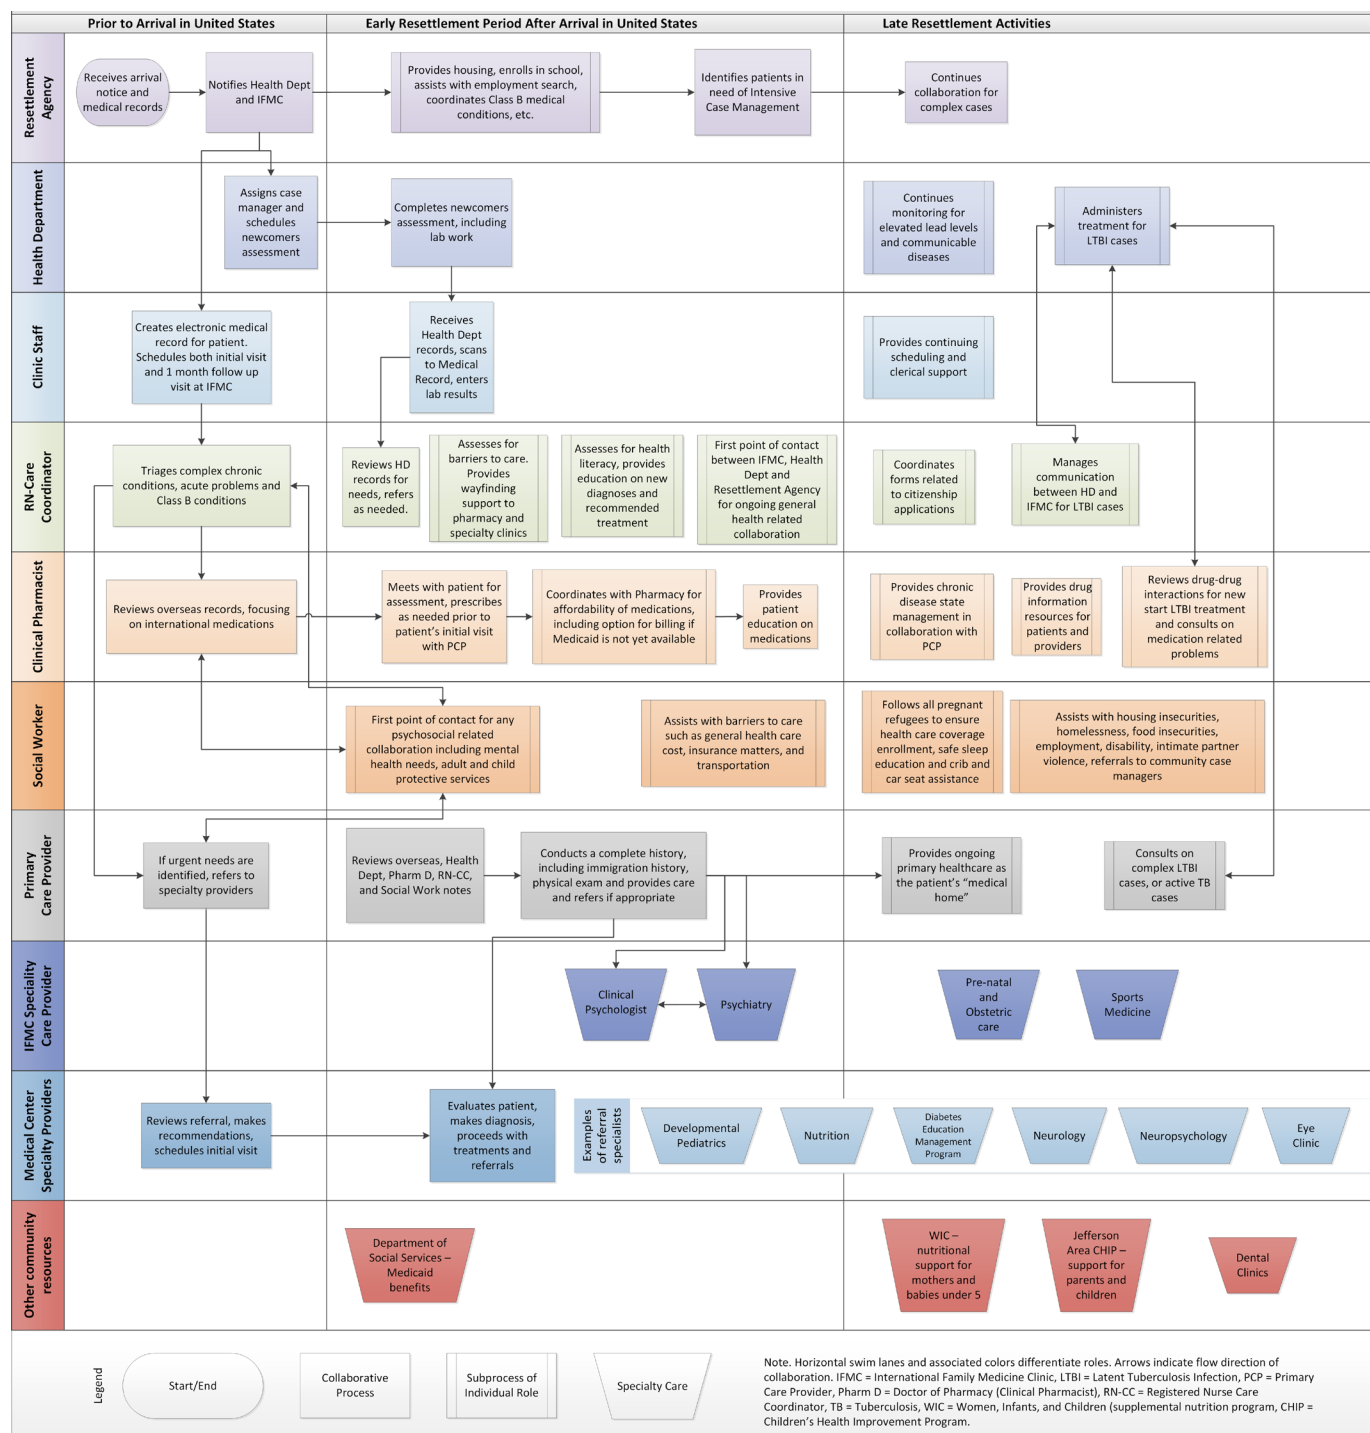 Prior to Arrival in United States
Early Resettlement Period After Arrival in United States
Late Resettlement Activities
Resettlement
Agency
Receives arrival
notice and
medical records
Notifies Health Dept
and IFMC
Provides housing, enrolls in school,
assists with employment search,
coordinates Class B medical
conditions, etc.
Identifies patients in
need of Intensive
Case Management
Continues
collaboration for
complex cases
Health Department
Assigns case
manager and
schedules
newcomers
assessment
Completes newcomers
assessment, including
lab work
Continues
monitoring for
elevated lead levels
and communicable
diseases
Administers
treatment for
LTBI cases
Clinic Staff
Creates electronic medical
record for patient.
Schedules both initial visit
and 1 month follow up
visit at IFMC
Receives
Health Dept
records, scans
to Medical
Record, enters
lab results
Provides continuing
scheduling and
clerical support
RN-Care
Coordinator
Triages complex chronic
conditions, acute problems and
Class B conditions
Reviews HD
records for
needs, refers
as needed.
Assesses for
barriers to care.
Provides
wayfinding
support to
pharmacy and
specialty clinics
Assesses for health
literacy, provides
education on new
diagnoses and
recommended
treatment
First point of contact
between IFMC, Health
Dept and
Resettlement Agency
for ongoing general
health related
collaboration
Coordinates
forms related
to citizenship
applications
Manages
communication
between HD and
IFMC for LTBI cases
Clinical Pharmacist
Reviews overseas records, focusing
on international medications
Meets with patient for
assessment, prescribes
as needed prior to
patient's initial visit
with PCP
Coordinates with Pharmacy for
affordability of medications,
including option for billing if
Medicaid is not yet available
Provides
patient
education on
medications
Provides chronic
disease state
management in
collaboration with
PCP
Provides drug
information
resources for
patients and
providers
Reviews drug-drug
interactions for new
start LTBI treatment
and consults on
medication related
problems
Social Worker
First point of contact for any
psychosocial related
collaboration including mental
health needs, adult and child
protective services
Assists with barriers to care
such as general health care
cost, insurance matters, and
transportation
Follows all pregnant
refugees to ensure
health care coverage
enrollment, safe sleep
education and crib and
car seat assistance
Assists with housing insecurities,
homelessness, food insecurities,
employment, disability, intimate partner
violence, referrals to community case
managers
Primary
Care Provider
If urgent needs are
identified, refers to
specialty providers
Reviews overseas, Health
Dept, Pharm D, RN-CC,
and Social Work notes
Conducts a complete history,
including immigration history,
physical exam and provides care
and refers if appropriate
Provides ongoing
primary healthcare as
the patient's "medical
home"
Consults on
complex LTBI
cases, or active TB
cases
IFMC Speciality
Care Provider
Clinical
Psychologist
Psychiatry
Pre-natal
and
Obstetric
care
Sports
Medicine
Medical Center
Specialty Providers
Reviews referral, makes
recommendations,
schedules initial visit
Evaluates patient,
makes diagnosis,
proceeds with
treatments and
referrals
Examples
of referral
specialists
Developmental
Pediatrics
Nutrition
Diabetes
Education
Management
Program
Neurology
Neuropsychology
Eye
Clinic
Other community
resources
Department of
Social Services –
Medicaid
benefits
WIC –
nutritional
support for
mothers and
babies under 5
Jefferson
Area CHIP –
support for
parents and
children
Dental
Clinics
Legend
Start/End
Collaborative
Process
Subprocess of
Individual Role
Specialty Care
Note. Horizontal swim lanes and associated colors differentiate roles. Arrows indicate flow direction of
collaboration. IFMC = International Family Medicine Clinic, LTBI = Latent Tuberculosis Infection, PCP = Primary
Care Provider, Pharm D = Doctor of Pharmacy (Clinical Pharmacist), RN-CC = Registered Nurse Care
Coordinator, TB = Tuberculosis, WIC = Women, Infants, and Children (supplemental nutrition program, CHIP =
Children's Health Improvement Program.